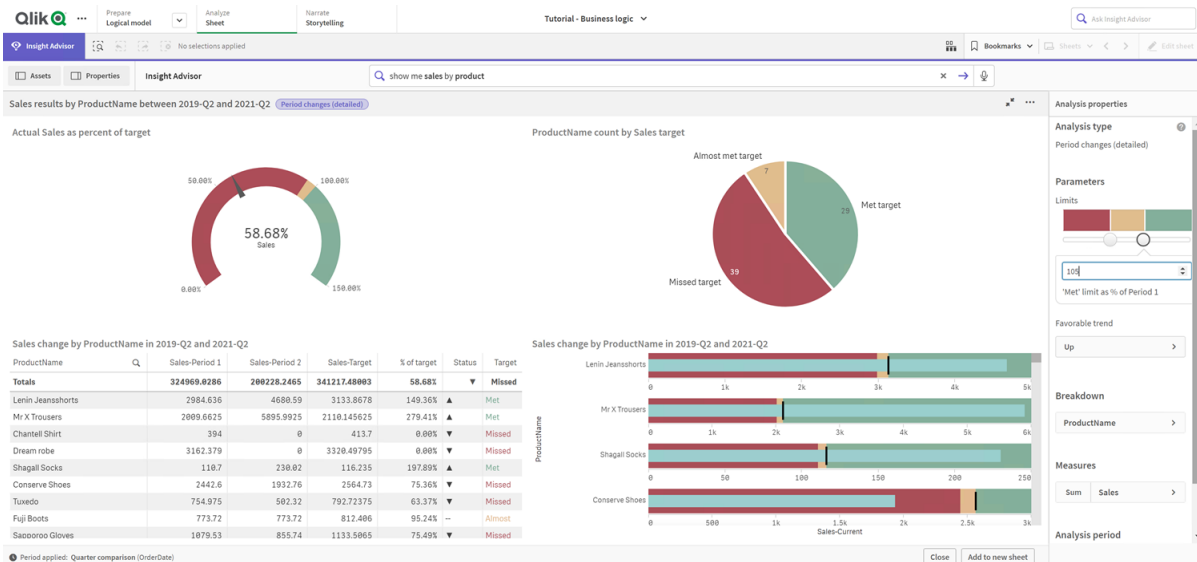 Qlik ... Prepare Logical model Analyze Sheet Narrate Storytelling Tutorial - Business logic Ask Insight Advisor
Insight Advisor No selections applied Bookmarks Sheets Edit sheet
Assets Properties Insight Advisor show me sales by product
Sales results by ProductName between 2019-Q2 and 2021-Q2 Period changes (detailed)
Actual Sales as percent of target
50.00% 100.00%
58.68%
Sales
0.00% 150.00%
ProductName count by Sales target
Almost met target
7
29 Met target
39
Missed target
Analysis properties
Analysis type
Period changes (detailed)
Parameters
Limits
105
'Met' limit as % of Period 1
Favorable trend
Up
Breakdown
ProductName
Measures
Sum Sales
Analysis period
Sales change by ProductName in 2019-Q2 and 2021-Q2
ProductName Sales-Period 1 Sales-Period 2 Sales-Target % of target Status Target
Totals 324969.0286 200228.2465 341217.48003 58.68% ▼ Missed
Lenin Jeansshorts 2984.636 4680.59 3133.8678 149.36% ▲ Met
Mr X Trousers 2009.6625 5895.9925 2110.145625 279.41% ▲ Met
Chantell Shirt 394 0 413.7 0.00% ▼ Missed
Dream robe 3162.379 0 3320.49795 0.00% ▼ Missed
Shagall Socks 110.7 230.02 116.235 197.89% ▲ Met
Conserve Shoes 2442.6 1932.76 2564.73 75.36% ▼ Missed
Tuxedo 754.975 502.32 792.72375 63.37% ▼ Missed
Fuji Boots 773.72 773.72 812.406 95.24% -- Almost
Sapporoo Gloves 1079.53 855.74 1133.5065 75.49% ▼ Missed
Sales change by ProductName in 2019-Q2 and 2021-Q2
ProductName
Lenin Jeansshorts
0 1k 2k 3k 4k 5k
Mr X Trousers
0 1k 2k 3k 4k 5k 6k
Shagall Socks
0 50 100 150 200 250
Conserve Shoes
0 500 1k 1.5k 2k 2.5k 3k
Sales-Current
Period applied: Quarter comparison (OrderDate) Close Add to new sheet